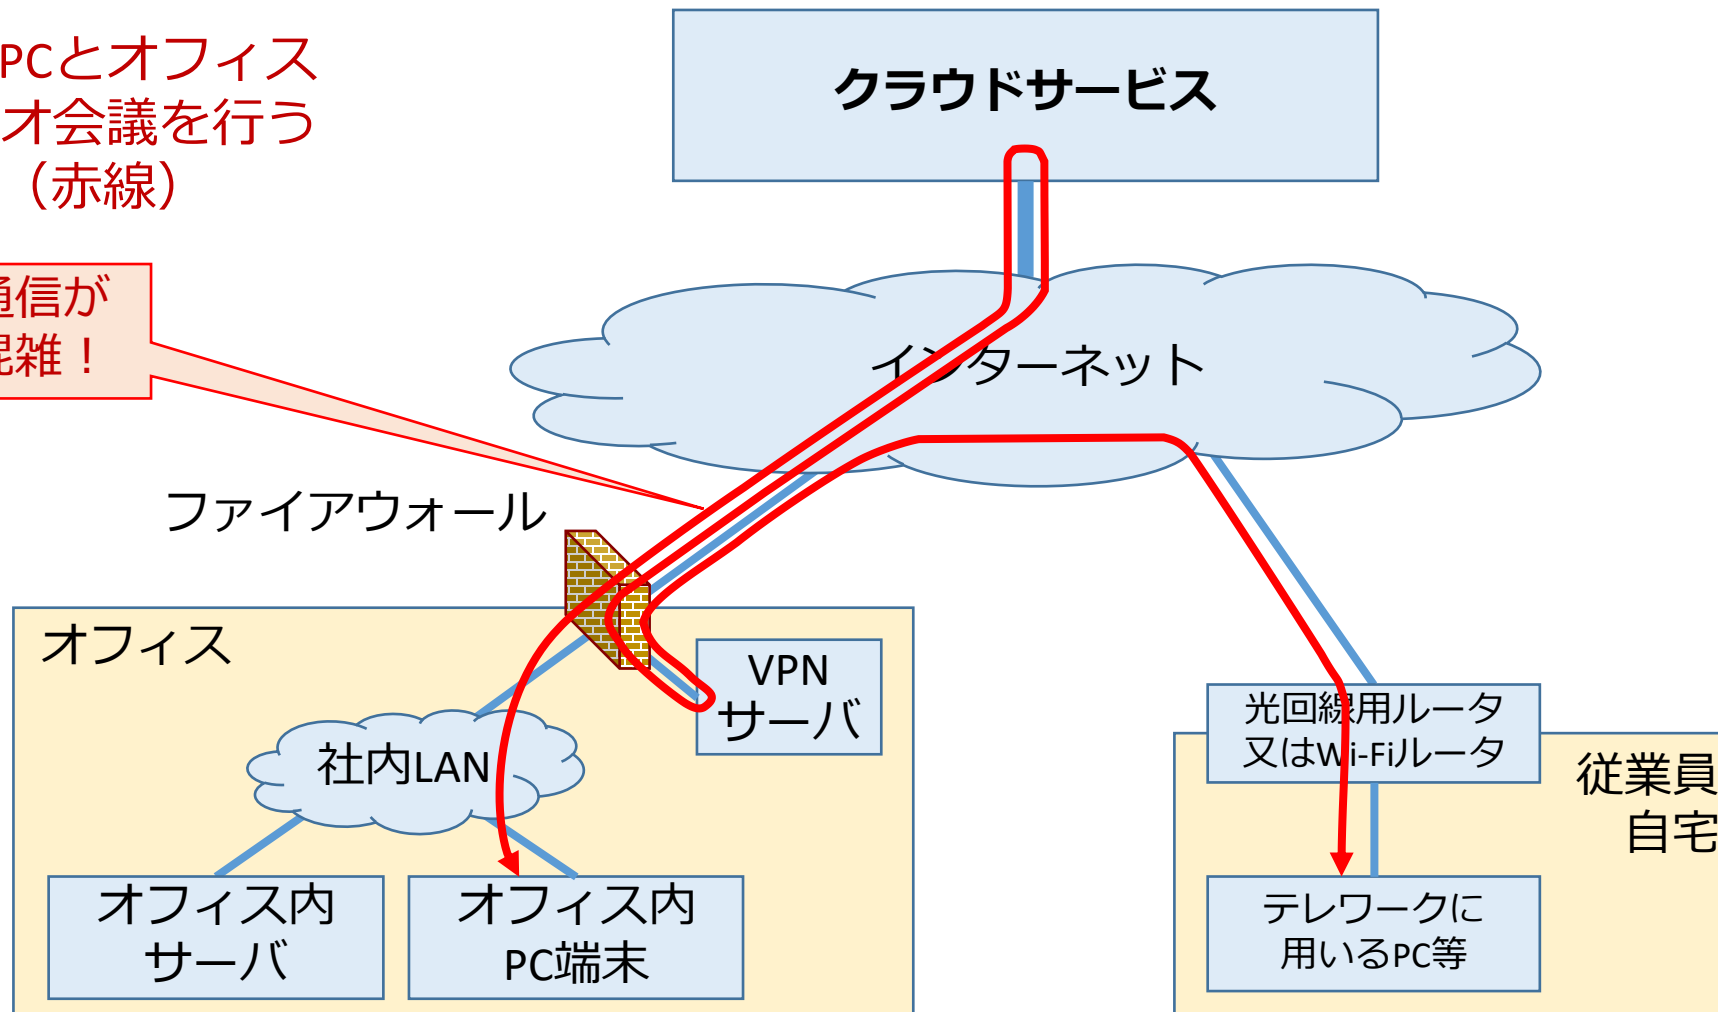 PCとオフィス
オ会議を行う
（赤線）
通信が
混雑！
クラウドサービス
インターネット
ファイアウォール
オフィス
VPN
サーバ
社内LAN
オフィス内
サーバ
オフィス内
PC端末
光回線用ルータ
又はWi-Fiルータ
従業員
自宅
テレワークに
用いるPC等